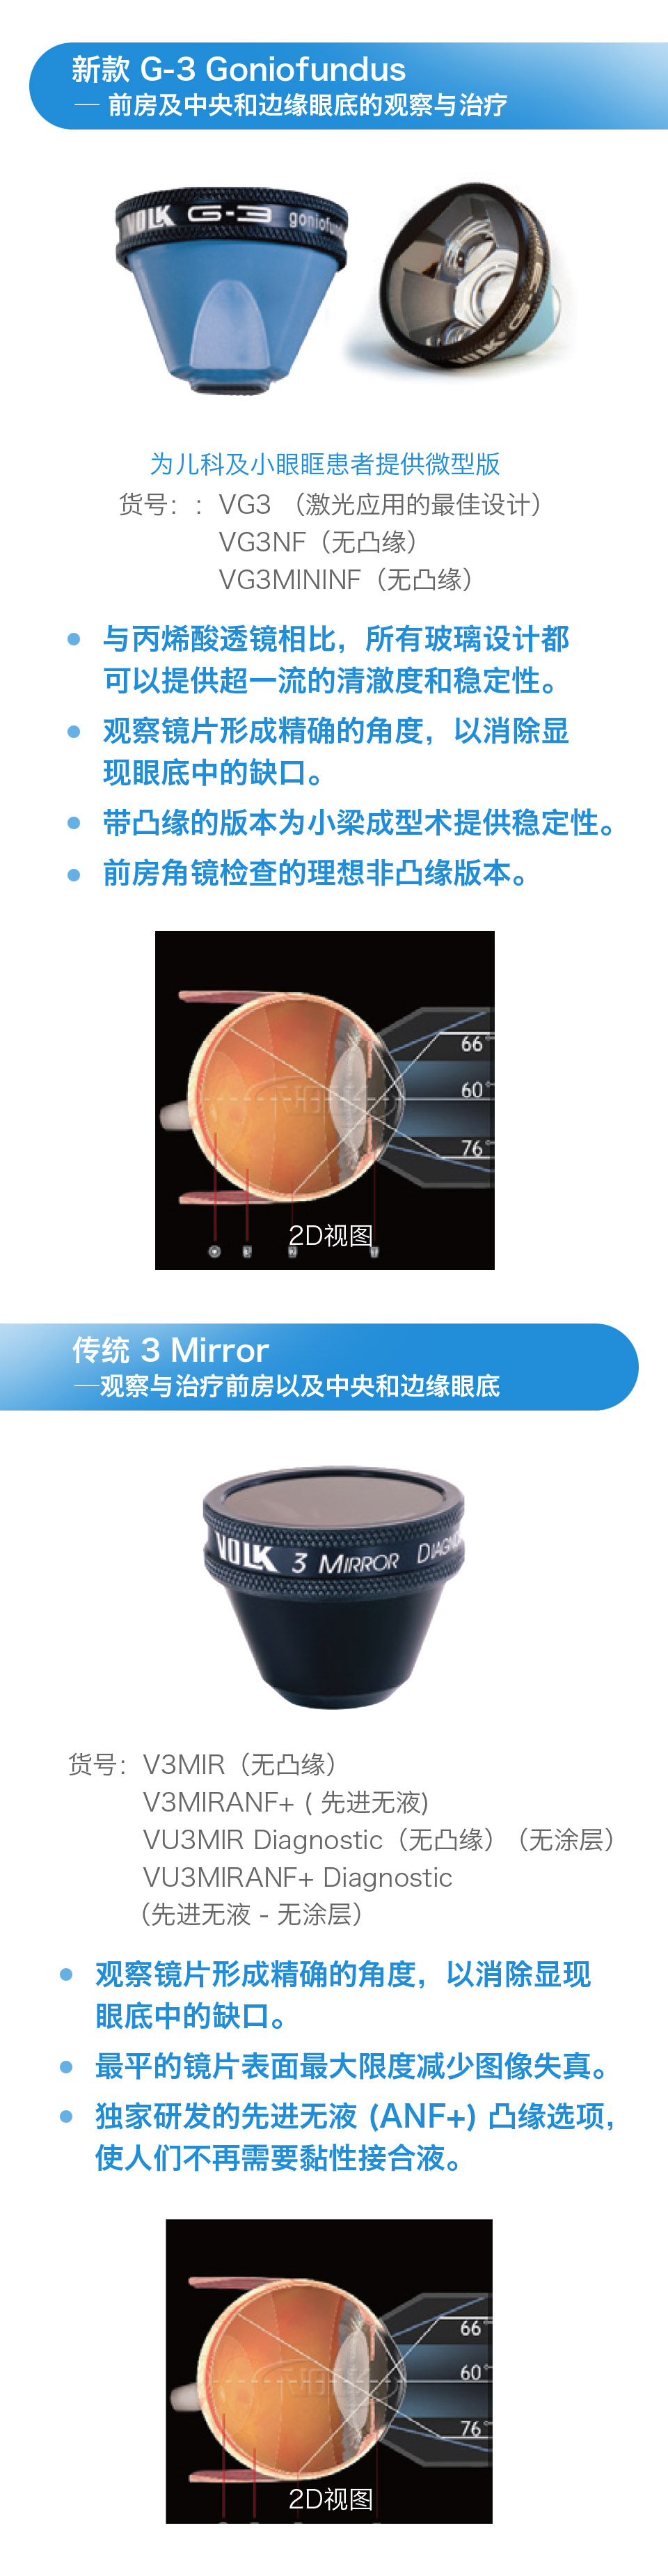 新款 G-3 Goniofundus
— 前房及中央和边缘眼底的观察与治疗
VOLK G-3 goniofundus
VOLK G-3
为儿科及小眼眶患者提供微型版
货号：：VG3 （激光应用的最佳设计）
VG3NF（无凸缘）
VG3MININF（无凸缘）
● 与丙烯酸透镜相比，所有玻璃设计都
可以提供超一流的清澈度和稳定性。
● 观察镜片形成精确的角度，以消除显
现眼底中的缺口。
● 带凸缘的版本为小梁成型术提供稳定性。
● 前房角镜检查的理想非凸缘版本。
66°
60°
VOLK
76°
2D视图
传统 3 Mirror
—观察与治疗前房以及中央和边缘眼底
VOLK 3 MIRROR DIAGNO
货号：V3MIR（无凸缘）
V3MIRANF+ ( 先进无液)
VU3MIR Diagnostic（无凸缘）（无涂层）
VU3MIRANF+ Diagnostic
（先进无液 - 无涂层）
● 观察镜片形成精确的角度，以消除显现
眼底中的缺口。
● 最平的镜片表面最大限度减少图像失真。
● 独家研发的先进无液 (ANF+) 凸缘选项，
使人们不再需要黏性接合液。
66°
60°
VOLK
76°
2D视图